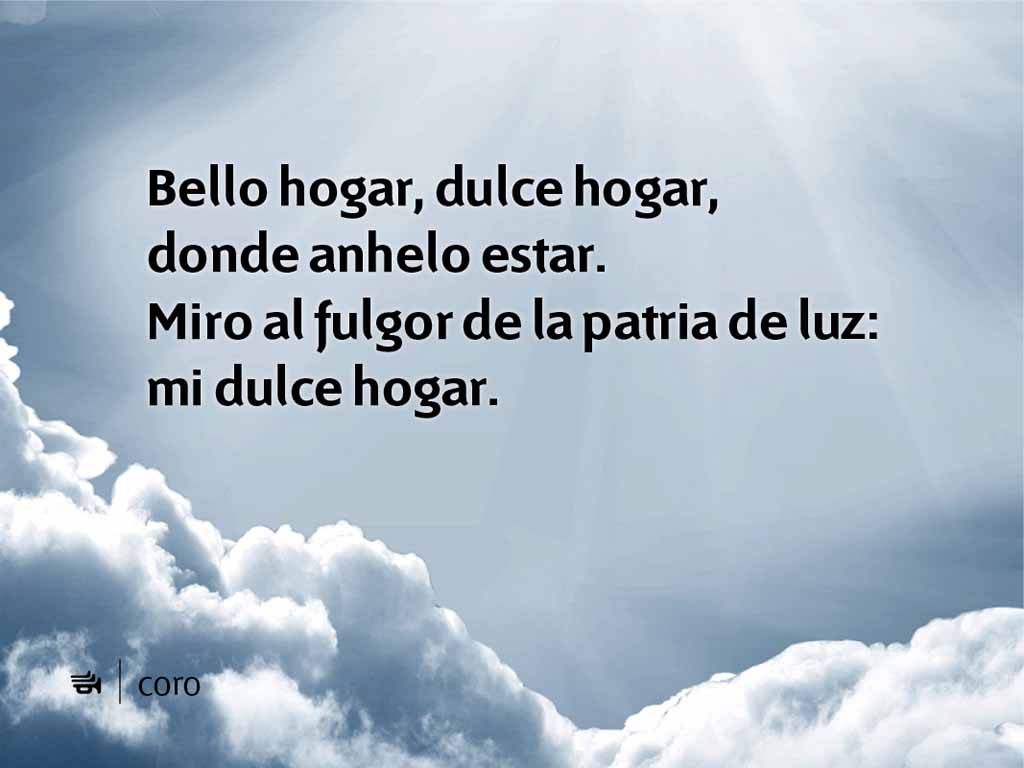 Bello hogar, dulce hogar,
donde anhelo estar.
Miro al fulgor de la patria de luz:
mi dulce hogar.
coro